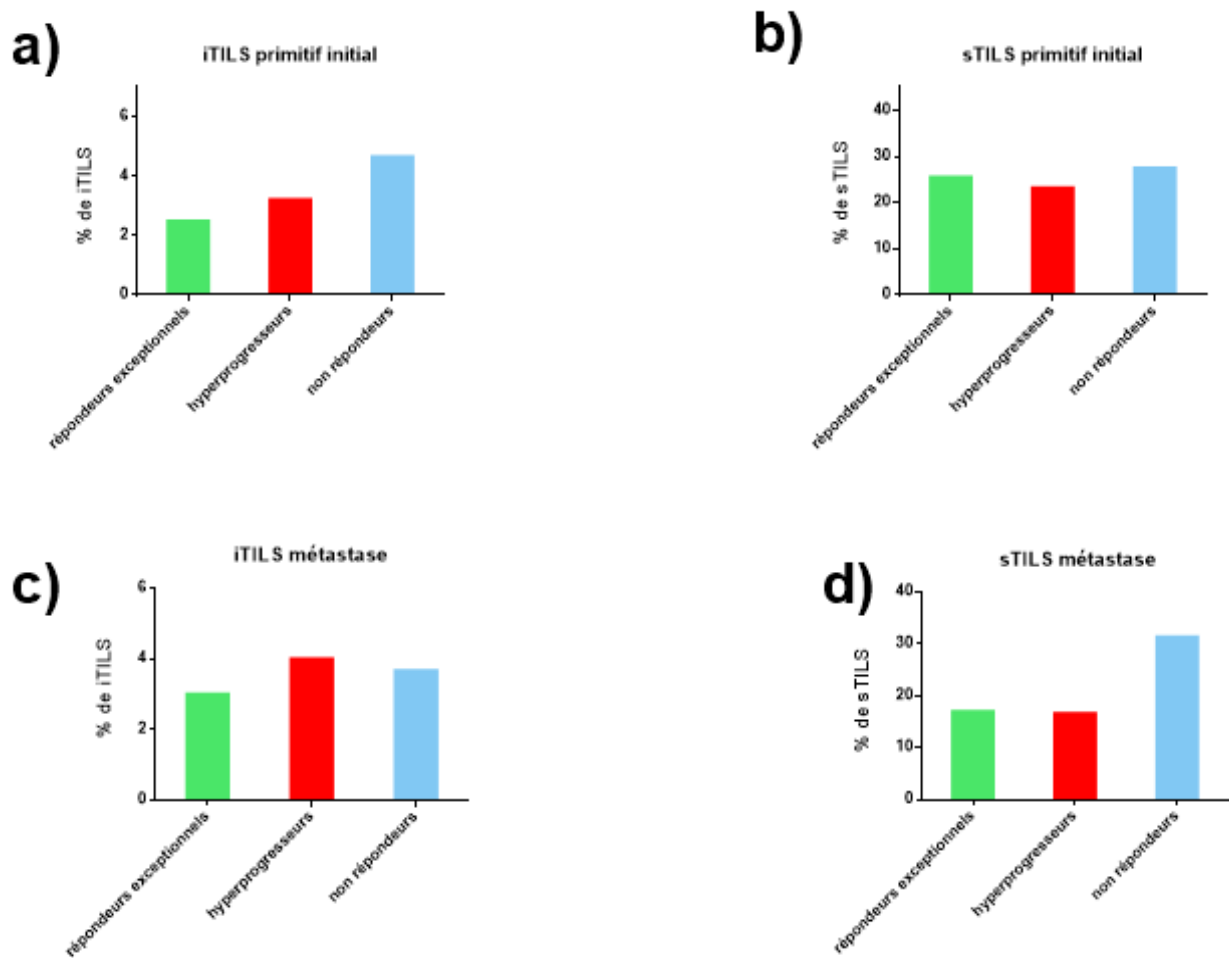 a)
iTILS primitif initial
% de iTILS
6
4
2
0
répondeurs exceptionnels
hyperprogresseurs
non répondeurs
b)
sTILS primitif initial
% de sTILS
40
30
20
10
0
répondeurs exceptionnels
hyperprogresseurs
non répondeurs
c)
iTILS métastase
% de iTILS
6
4
2
0
répondeurs exceptionnels
hyperprogresseurs
non répondeurs
d)
sTILS métastase
% de sTILS
40
30
20
10
0
répondeurs exceptionnels
hyperprogresseurs
non répondeurs